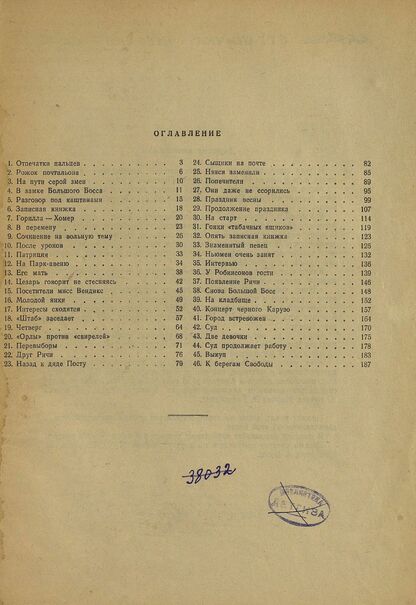 ОГЛАВЛЕНИЕ
1. Отпечатки пальцев 3
2. Рожок почтальона 6
3. На пути серой змеи 10
4. В замке Большого Босса 11
5. Разговор под каштанами 15
6. Записная книжка 18
7. Горилла — Хомер 20
8. В перемену 23
9. Сочинение на вольную тему 26
10. После уроков 30
11. Патриция 33
12. На Парк-авеню 34
13. Его мать 38
14. Цезарь говорит не стесняясь 42
15. Посетители мисс Вендикс 45
16. Молодой янки 49
17. Интересы сходятся 52
18. «Штаб» заседает 57
19. Четверг 64
20. «Орлы» против «свирелей» 68
21. Перевыборы 71
22. Друг Ричи 76
23. Назад к дяде Посту 79
24. Сыщики на почте 82
25. Нэнси заменили 85
26. Попечители 89
27. Они даже не ссорились 95
28. Праздник весны 99
29. Продолжение праздника 107
30. На старт 114
31. Гонки «табачных ящиков» 119
32. Опять записная книжка 123
33. Знаменитый певец 125
34. Ньюмен очень занят 132
35. Интервью 136
36. У Робинсонов гости 139
37. Появление Ричи 146
38. Снова Большой Босс 148
39. На кладбище 152
40. Концерт черного Карузо 157
41. Город встревожен 164
42. Суд 170
43. Две девочки 175
44. Суд продолжает работу 178
45. Выкуп 183
46. К берегам Свободы 187
38032